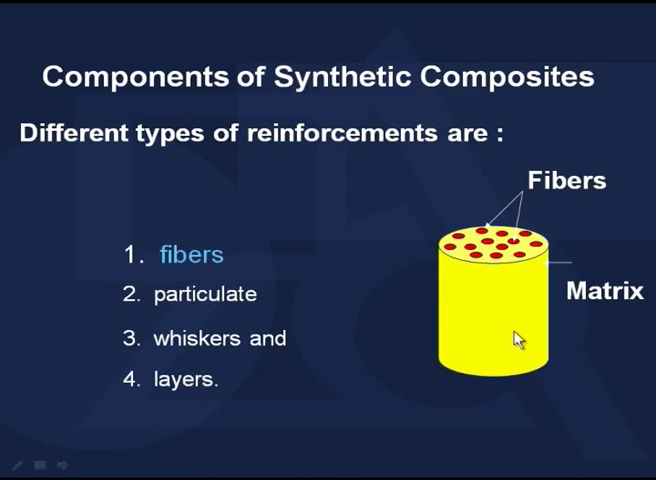 Components of Synthetic Composites
Different types of reinforcements are :
Fibers
1. fibers
2. particulate
Matrix
3. whiskers and
4. layers.